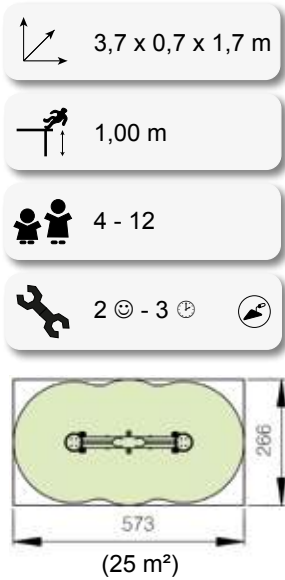 3,7 x 0,7 x 1,7 m
1,00 m
4 - 12
2 ☺ - 3 🕑
266
573
(25 m²)